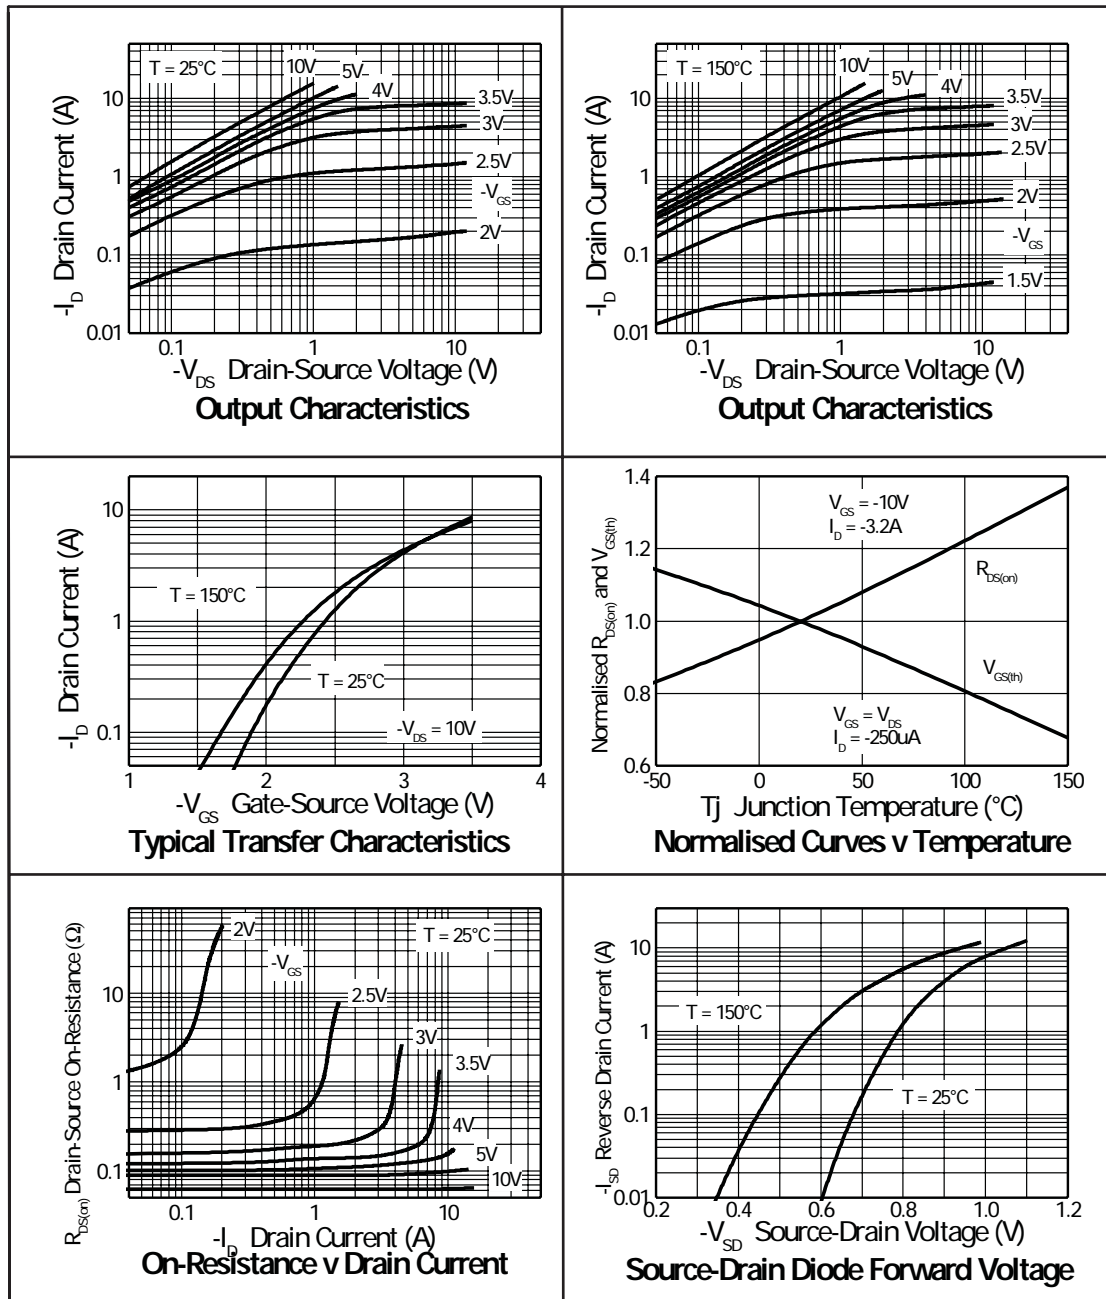 T = 25°C
10V
5V
4V
3.5V
3V
2.5V
-VGS
2V
10
1
0.1
0.01
-ID Drain Current (A)
0.1 1 10
-VDS Drain-Source Voltage (V)
Output Characteristics
T = 150°C
10V
5V
4V
3.5V
3V
2.5V
2V
-VGS
1.5V
10
1
0.1
0.01
-ID Drain Current (A)
0.1 1 10
-VDS Drain-Source Voltage (V)
Output Characteristics
10
1
0.1
-ID Drain Current (A)
T = 150°C
T = 25°C
-VDS = 10V
1 2 3 4
-VGS Gate-Source Voltage (V)
Typical Transfer Characteristics
1.4
1.2
1.0
0.8
0.6
Normalised RDS(on) and VGS(th)
VGS = -10V
ID = -3.2A
RDS(on)
VGS(th)
VGS = VDS
ID = -250uA
-50 0 50 100 150
Tj Junction Temperature (°C)
Normalised Curves v Temperature
RDS(on) Drain-Source On-Resistance (Ω)
10
1
0.1
2V
T = 25°C
-VGS
2.5V
3V
3.5V
4V
5V
10V
0.1 1 10
-ID Drain Current (A)
On-Resistance v Drain Current
-ISD Reverse Drain Current (A)
10
1
0.1
0.01
T = 150°C
T = 25°C
0.2 0.4 0.6 0.8 1.0 1.2
-VSD Source-Drain Voltage (V)
Source-Drain Diode Forward Voltage